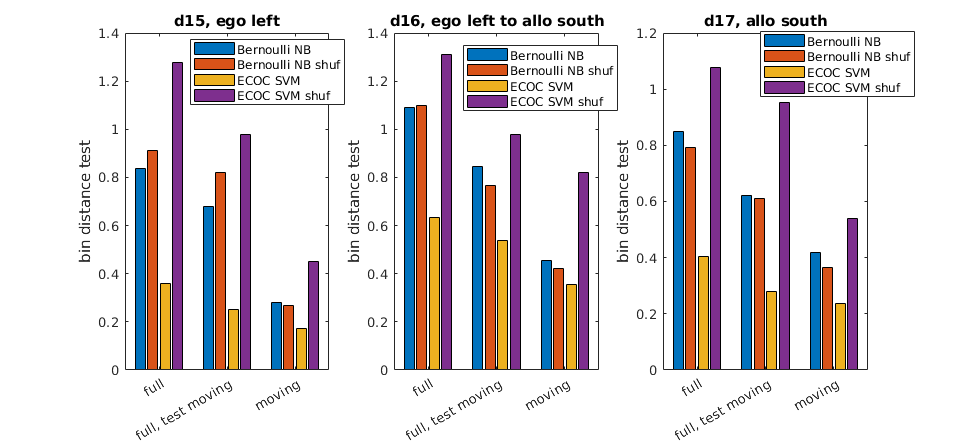 d15, ego left
1.4
1.2
1
0.8
0.6
0.4
0.2
0
bin distance test
full
full, test moving
moving
Bernoulli NB
Bernoulli NB shuf
ECOC SVM
ECOC SVM shuf
d16, ego left to allo south
1.4
1.2
1
0.8
0.6
0.4
0.2
0
bin distance test
full
full, test moving
moving
Bernoulli NB
Bernoulli NB shuf
ECOC SVM
ECOC SVM shuf
d17, allo south
1.2
1
0.8
0.6
0.4
0.2
0
bin distance test
full
full, test moving
moving
Bernoulli NB
Bernoulli NB shuf
ECOC SVM
ECOC SVM shuf